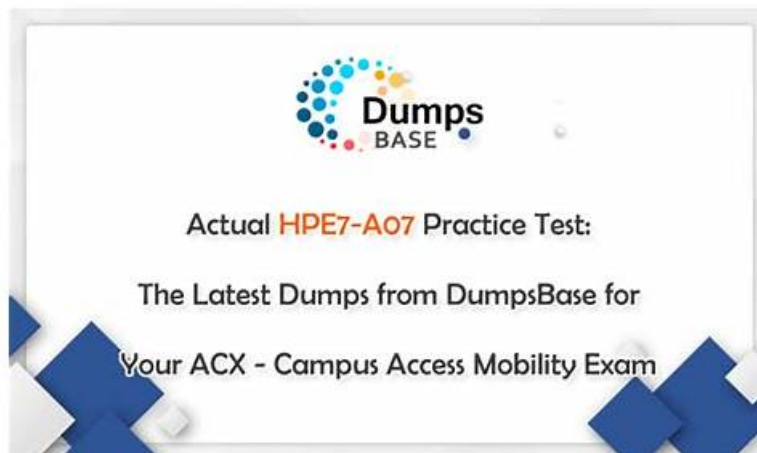 Dumps
BASE
Actual HPE7-A07 Practice Test:
The Latest Dumps from DumpsBase for
Your ACX - Campus Access Mobility Exam